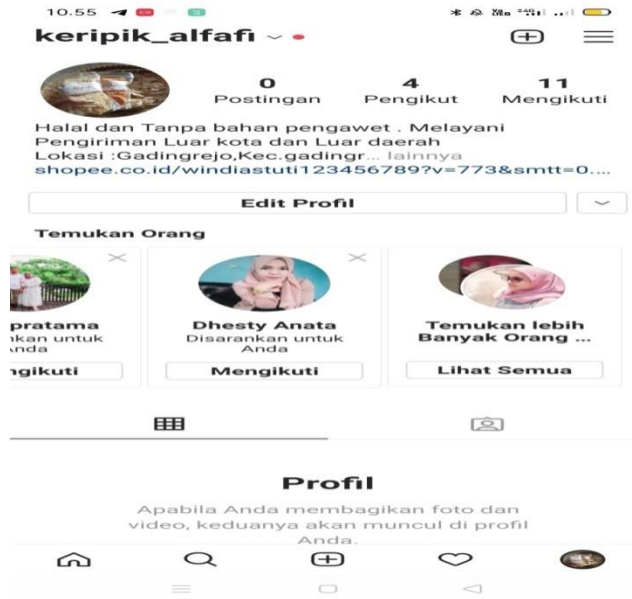 10.55
keripik_alfafi
0 4 11
Postingan Pengikut Mengikuti
Halal dan Tanpa bahan pengawet . Melayani
Pengiriman Luar kota dan Luar daerah
Lokasi :Gadingrejo,Kec.gadingr... lainnya
shopee.co.id/windiastuti123456789?v=773&smtt=0....
Edit Profil
Temukan Orang
pratama Dhesty Anata Temukan lebih
kan untuk Disarankan untuk Banyak Orang ...
nda Anda
ngikuti Mengikuti Lihat Semua
Profil
Apabila Anda membagikan foto dan
video, keduanya akan muncul di profil
Anda.